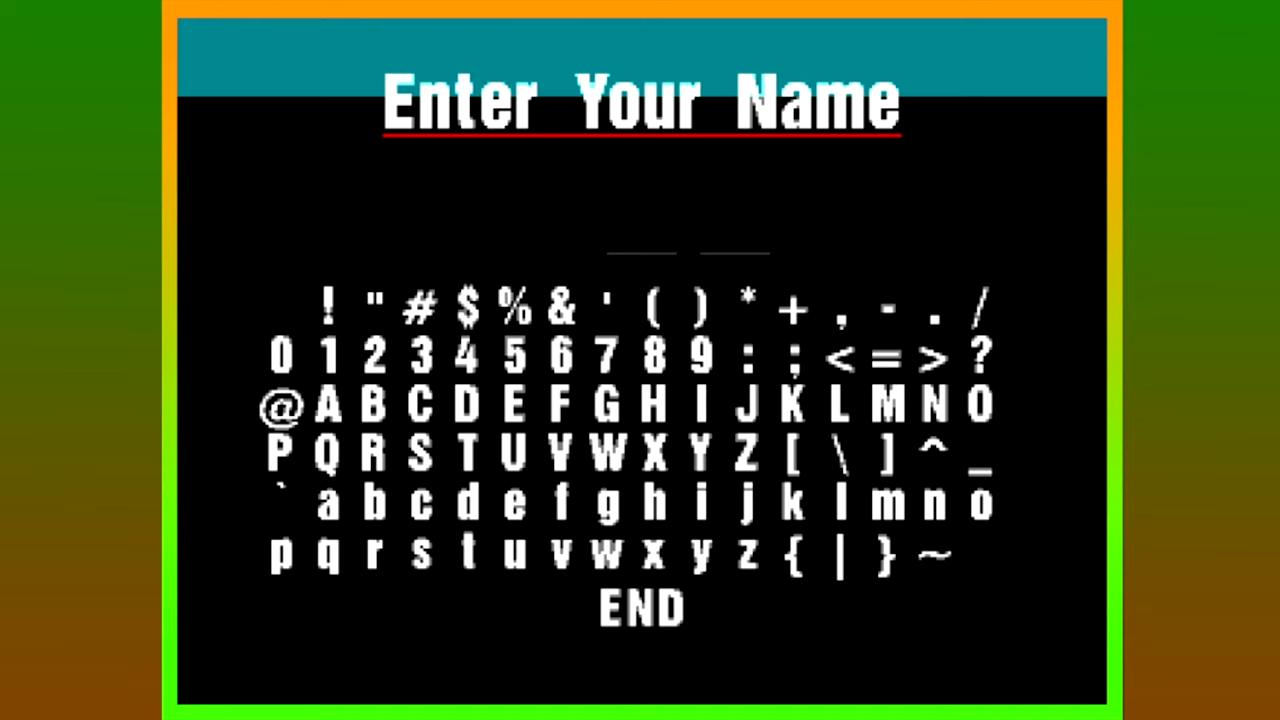 Enter Your Name
! " # $ % & ' ( ) * + , - . /
0 1 2 3 4 5 6 7 8 9 : ; < = > ?
@ A B C D E F G H I J K L M N O
P Q R S T U V W X Y Z [ \ ] ^ _
` a b c d e f g h i j k l m n o
p q r s t u v w x y z { | } ~
END